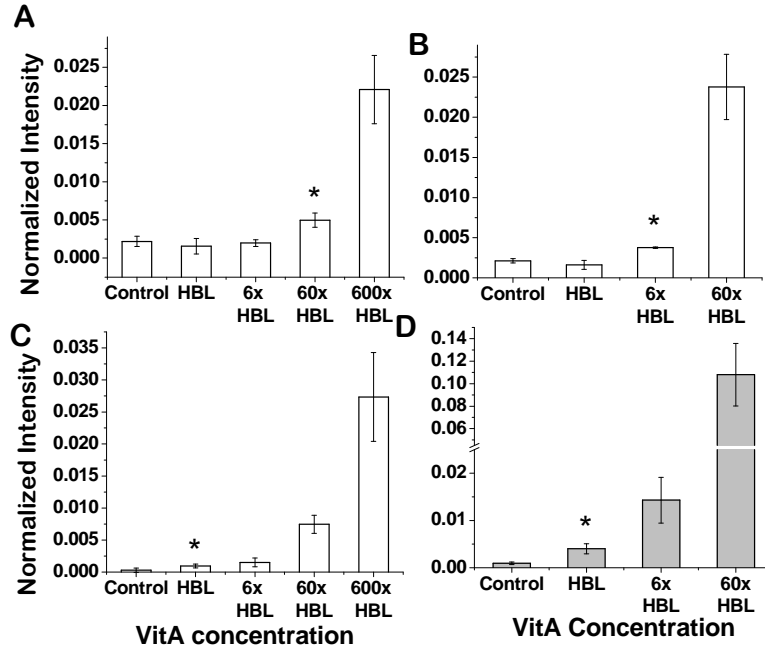 A
Normalized Intensity
0.025
0.020
0.015
0.010
0.005
0.000
*
Control HBL 6x HBL 60x HBL 600x HBL
B
0.025
0.020
0.015
0.010
0.005
0.000
*
Control HBL 6x HBL 60x HBL
C
Normalized Intensity
0.035
0.030
0.025
0.020
0.015
0.010
0.005
0.000
*
Control HBL 6x HBL 60x HBL 600x HBL
VitA concentration
D
0.14
0.12
0.10
0.08
0.06
0.02
0.01
0.00
*
Control HBL 6x HBL 60x HBL
VitA Concentration